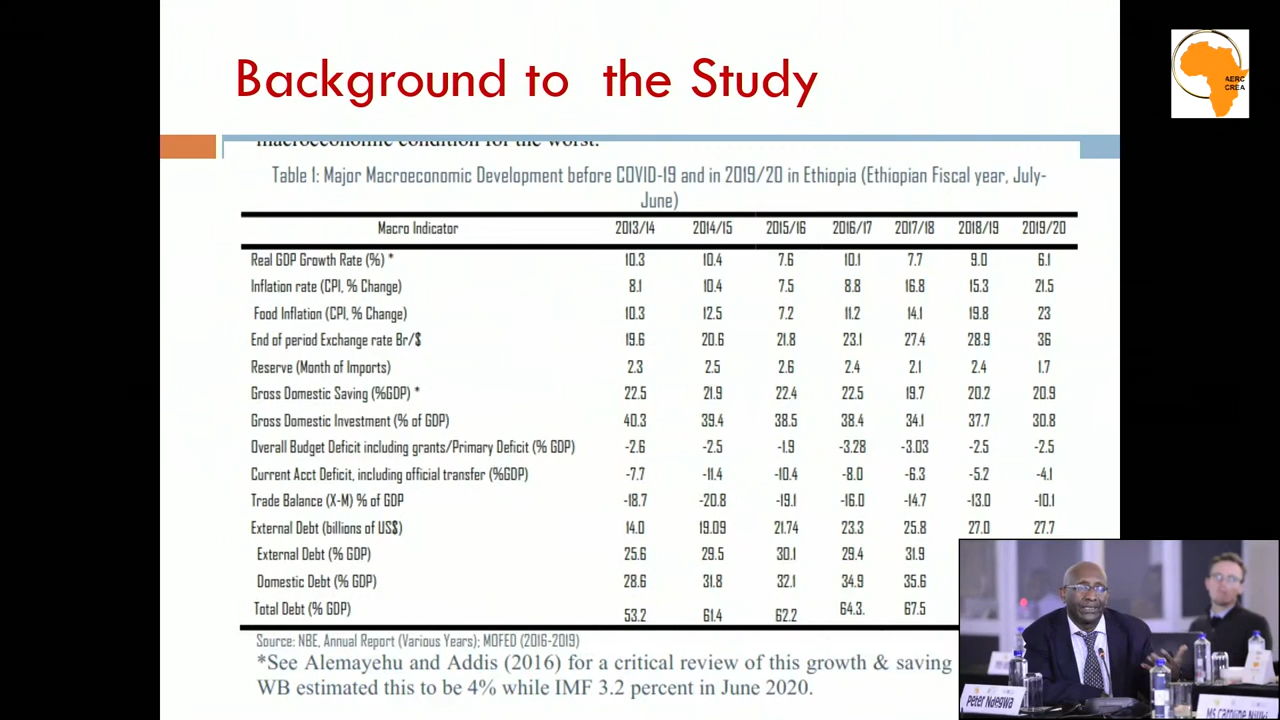 Background to the Study
AERC
CREA
macroeconomic condition for the worst.
Table 1: Major Macroeconomic Development before COVID-19 and in 2019/20 in Ethiopia (Ethiopian Fiscal year, July-
June)
Macro Indicator 2013/14 2014/15 2015/16 2016/17 2017/18 2018/19 2019/20
Real GDP Growth Rate (%) * 10.3 10.4 7.6 10.1 7.7 9.0 6.1
Inflation rate (CPI, % Change) 8.1 10.4 7.5 8.8 16.8 15.3 21.5
Food Inflation (CPI, % Change) 10.3 12.5 7.2 11.2 14.1 19.8 23
End of period Exchange rate Br/$ 19.6 20.6 21.8 23.1 27.4 28.9 36
Reserve (Month of Imports) 2.3 2.5 2.6 2.4 2.1 2.4 1.7
Gross Domestic Saving (%GDP) * 22.5 21.9 22.4 22.5 19.7 20.2 20.9
Gross Domestic Investment (% of GDP) 40.3 39.4 38.5 38.4 34.1 37.7 30.8
Overall Budget Deficit including grants/Primary Deficit (% GDP) -2.6 -2.5 -1.9 -3.28 -3.03 -2.5 -2.5
Current Acct Deficit, including official transfer (%GDP) -7.7 -11.4 -10.4 -8.0 -6.3 -5.2 -4.1
Trade Balance (X-M) % of GDP -18.7 -20.8 -19.1 -16.0 -14.7 -13.0 -10.1
External Debt (billions of US$) 14.0 19.09 21.74 23.3 25.8 27.0 27.7
External Debt (% GDP) 25.6 29.5 30.1 29.4 31.9
Domestic Debt (% GDP) 28.6 31.8 32.1 34.9 35.6
Total Debt (% GDP) 53.2 61.4 62.2 64.3. 67.5
Source: NBE, Annual Report (Various Years); MOFED (2016-2019)
*See Alemayehu and Addis (2016) for a critical review of this growth & saving
WB estimated this to be 4% while IMF 3.2 percent in June 2020.
Peter Ndegwa
Ms Caroline